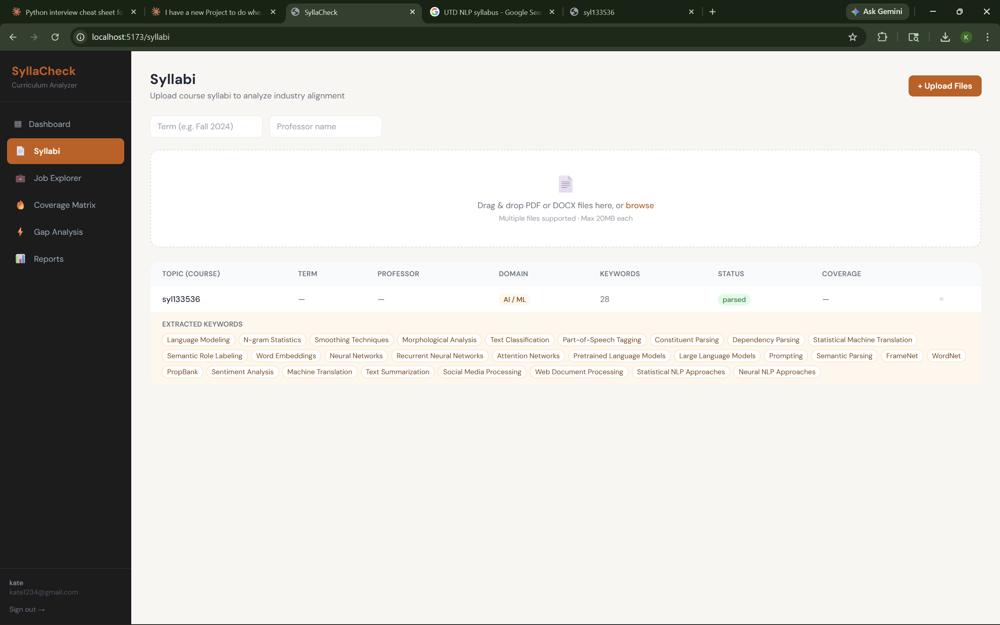 Python interview cheat sheet fo
I have a new Project to do whe..
SyllaCheck
UTD NLP syllabus - Google Sea
syl133536
Ask Gemini
localhost:5173/syllabi
K
SyllaCheck
Curriculum Analyzer
Dashboard
Syllabi
Job Explorer
Coverage Matrix
Gap Analysis
Reports
kate
kate1234@gmail.com
Sign out →
Syllabi
Upload course syllabi to analyze industry alignment
+ Upload Files
Term (e.g. Fall 2024) Professor name
Drag & drop PDF or DOCX files here, or browse
Multiple files supported · Max 20MB each
TOPIC (COURSE) TERM PROFESSOR DOMAIN KEYWORDS STATUS COVERAGE
syl133536 — — AI / ML 28 parsed — ×
EXTRACTED KEYWORDS
Language Modeling N-gram Statistics Smoothing Techniques Morphological Analysis Text Classification Part-of-Speech Tagging Constituent Parsing Dependency Parsing Statistical Machine Translation
Semantic Role Labeling Word Embeddings Neural Networks Recurrent Neural Networks Attention Networks Pretrained Language Models Large Language Models Prompting Semantic Parsing FrameNet WordNet
PropBank Sentiment Analysis Machine Translation Text Summarization Social Media Processing Web Document Processing Statistical NLP Approaches Neural NLP Approaches